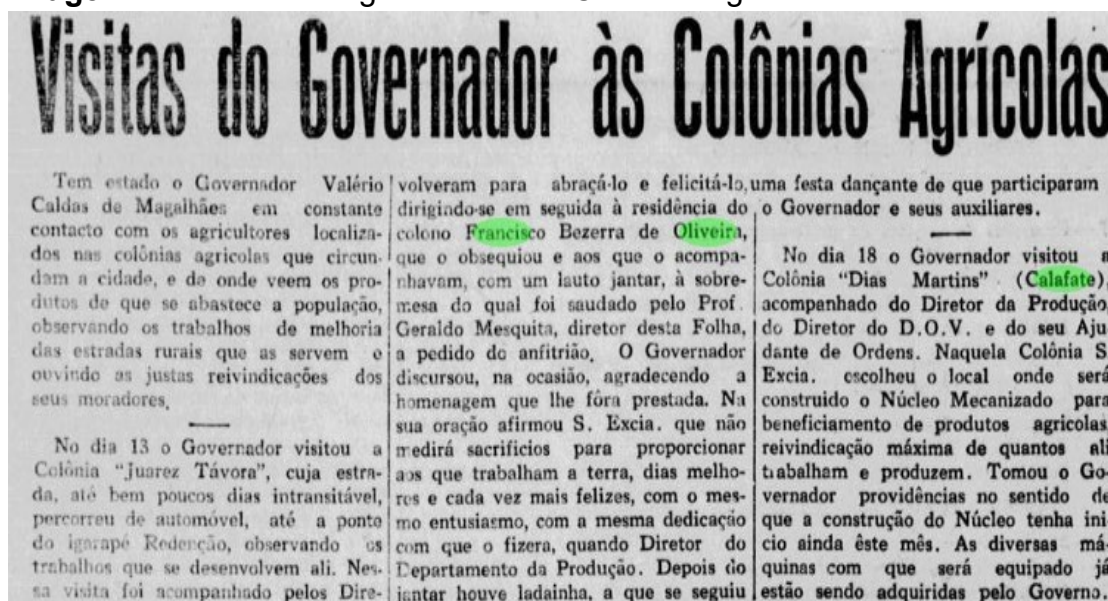 Visitas do Governador às Colônias Agrícolas
Tem estado o Governador Valério
Caldas de Magalhães em constante
contacto com os agricultores localiza-
dos nas colônias agricolas que circun-
dam a cidade, e de onde veem os pro-
dutos de que se abastece a população,
observando os trabalhos de melhoria
das estradas rurais que as servem e
ouvindo as justas reivindicações dos
seus moradores.
No dia 13 o Governador visitou a
Colônia "Juarez Távora", cuja estra-
da, até bem poucos dias intransitável,
percorreu de automóvel, até a ponto
do igarapé Redenção, observando os
trabalhos que se desenvolvem ali. Nes-
sa visita foi acompanhado pelos Dire-
volveram para abraçá-lo e felicitá-lo,
dirigindo-se em seguida à residência do
colono Francisco Bezerra de Oliveira,
que o obsequiou e aos que o acompa-
nhavam, com um lauto jantar, à sobre-
mesa do qual foi saudado pelo Prof.
Geraldo Mesquita, diretor desta Folha,
a pedido do anfitrião. O Governador
discursou, na ocasião, agradecendo a
homenagem que lhe fôra prestada. Na
sua oração afirmou S. Excia. que não
medirá sacrificios para proporcionar
aos que trabalham a terra, dias melho-
res e cada vez mais felizes, com o mes-
mo entusiasmo, com a mesma dedicação
com que o fizera, quando Diretor do
Departamento da Produção. Depois do
jantar houve ladainha, a que se seguiu
uma festa dançante de que participaram
o Governador e seus auxiliares.
No dia 18 o Governador visitou a
Colônia "Dias Martins" (Calafate),
acompanhado do Diretor da Produção,
do Diretor do D.O.V. e do seu Aju
dante de Ordens. Naquela Colônia S
Excia. escolheu o local onde será
construido o Núcleo Mecanizado para
beneficiamento de produtos agricolas,
reivindicação máxima de quantos ali
trabalham e produzem. Tomou o Go-
vernador providências no sentido de
que a construção do Núcleo tenha ini
cio ainda êste mês. As diversas má-
quinas com que será equipado já
estão sendo adquiridas pelo Governo.